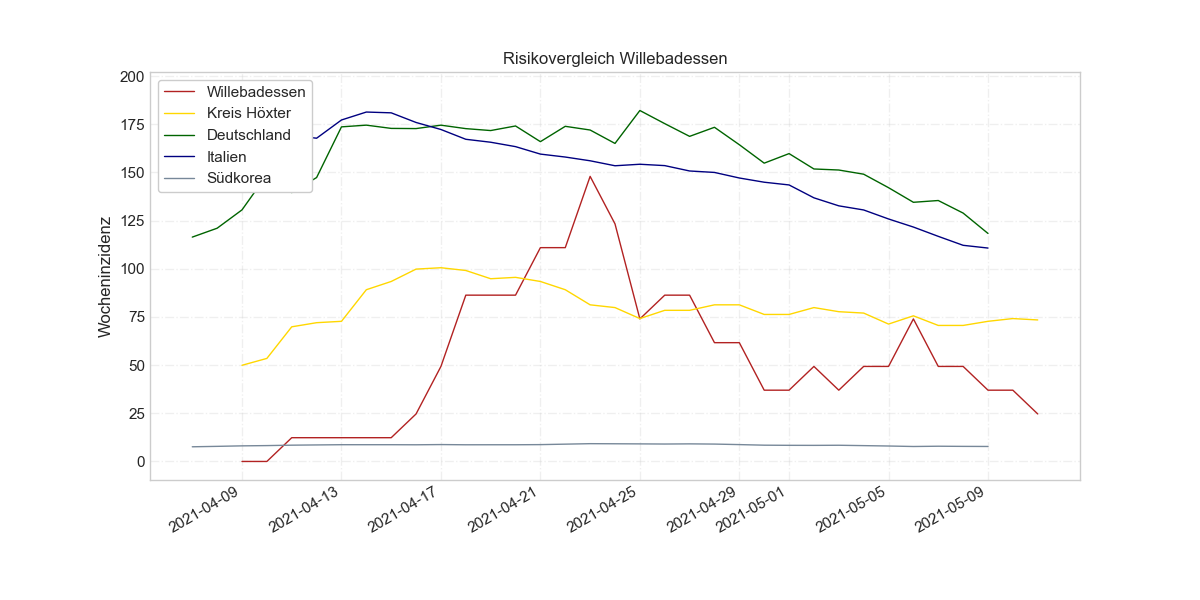 Risikovergleich Willebadessen
Willebadessen
Kreis Höxter
Deutschland
Italien
Südkorea
Wocheninzidenz
200
175
150
125
100
75
50
25
0
2021-04-09
2021-04-13
2021-04-17
2021-04-21
2021-04-25
2021-04-29
2021-05-01
2021-05-05
2021-05-09